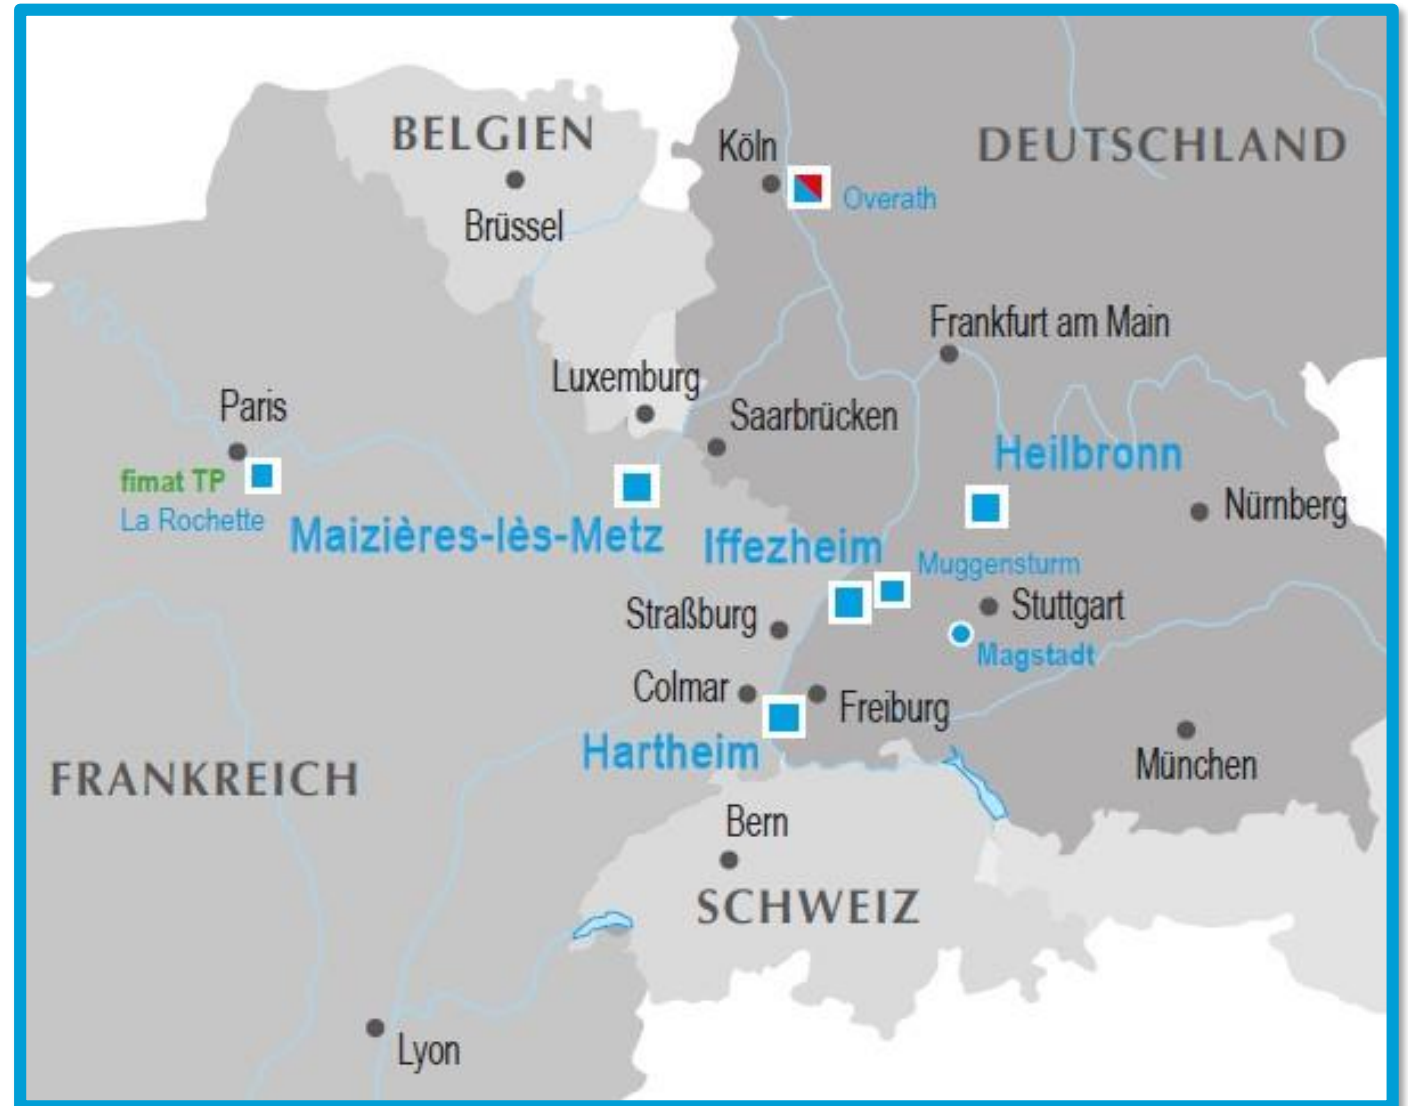 BELGIEN
Köln
DEUTSCHLAND
Overath
Brüssel
Frankfurt am Main
Luxemburg
Paris
Saarbrücken
Heilbronn
fimat TP
La Rochette
Nürnberg
Maizières-lès-Metz
Iffezheim
Muggensturm
Straßburg
Stuttgart
Magstadt
Colmar
Freiburg
Hartheim
FRANKREICH
München
Bern
SCHWEIZ
Lyon